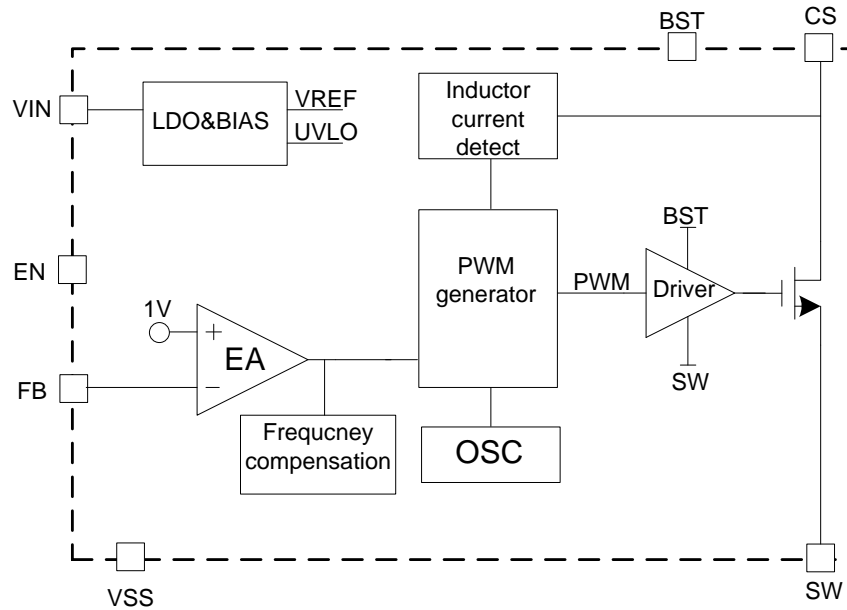 BST
CS
VIN
LDO&BIAS
VREF
UVLO
Inductor
current
detect
EN
BST
PWM
generator
PWM
Driver
1V
+
EA
FB
−
SW
Frequcney
compensation
OSC
VSS
SW